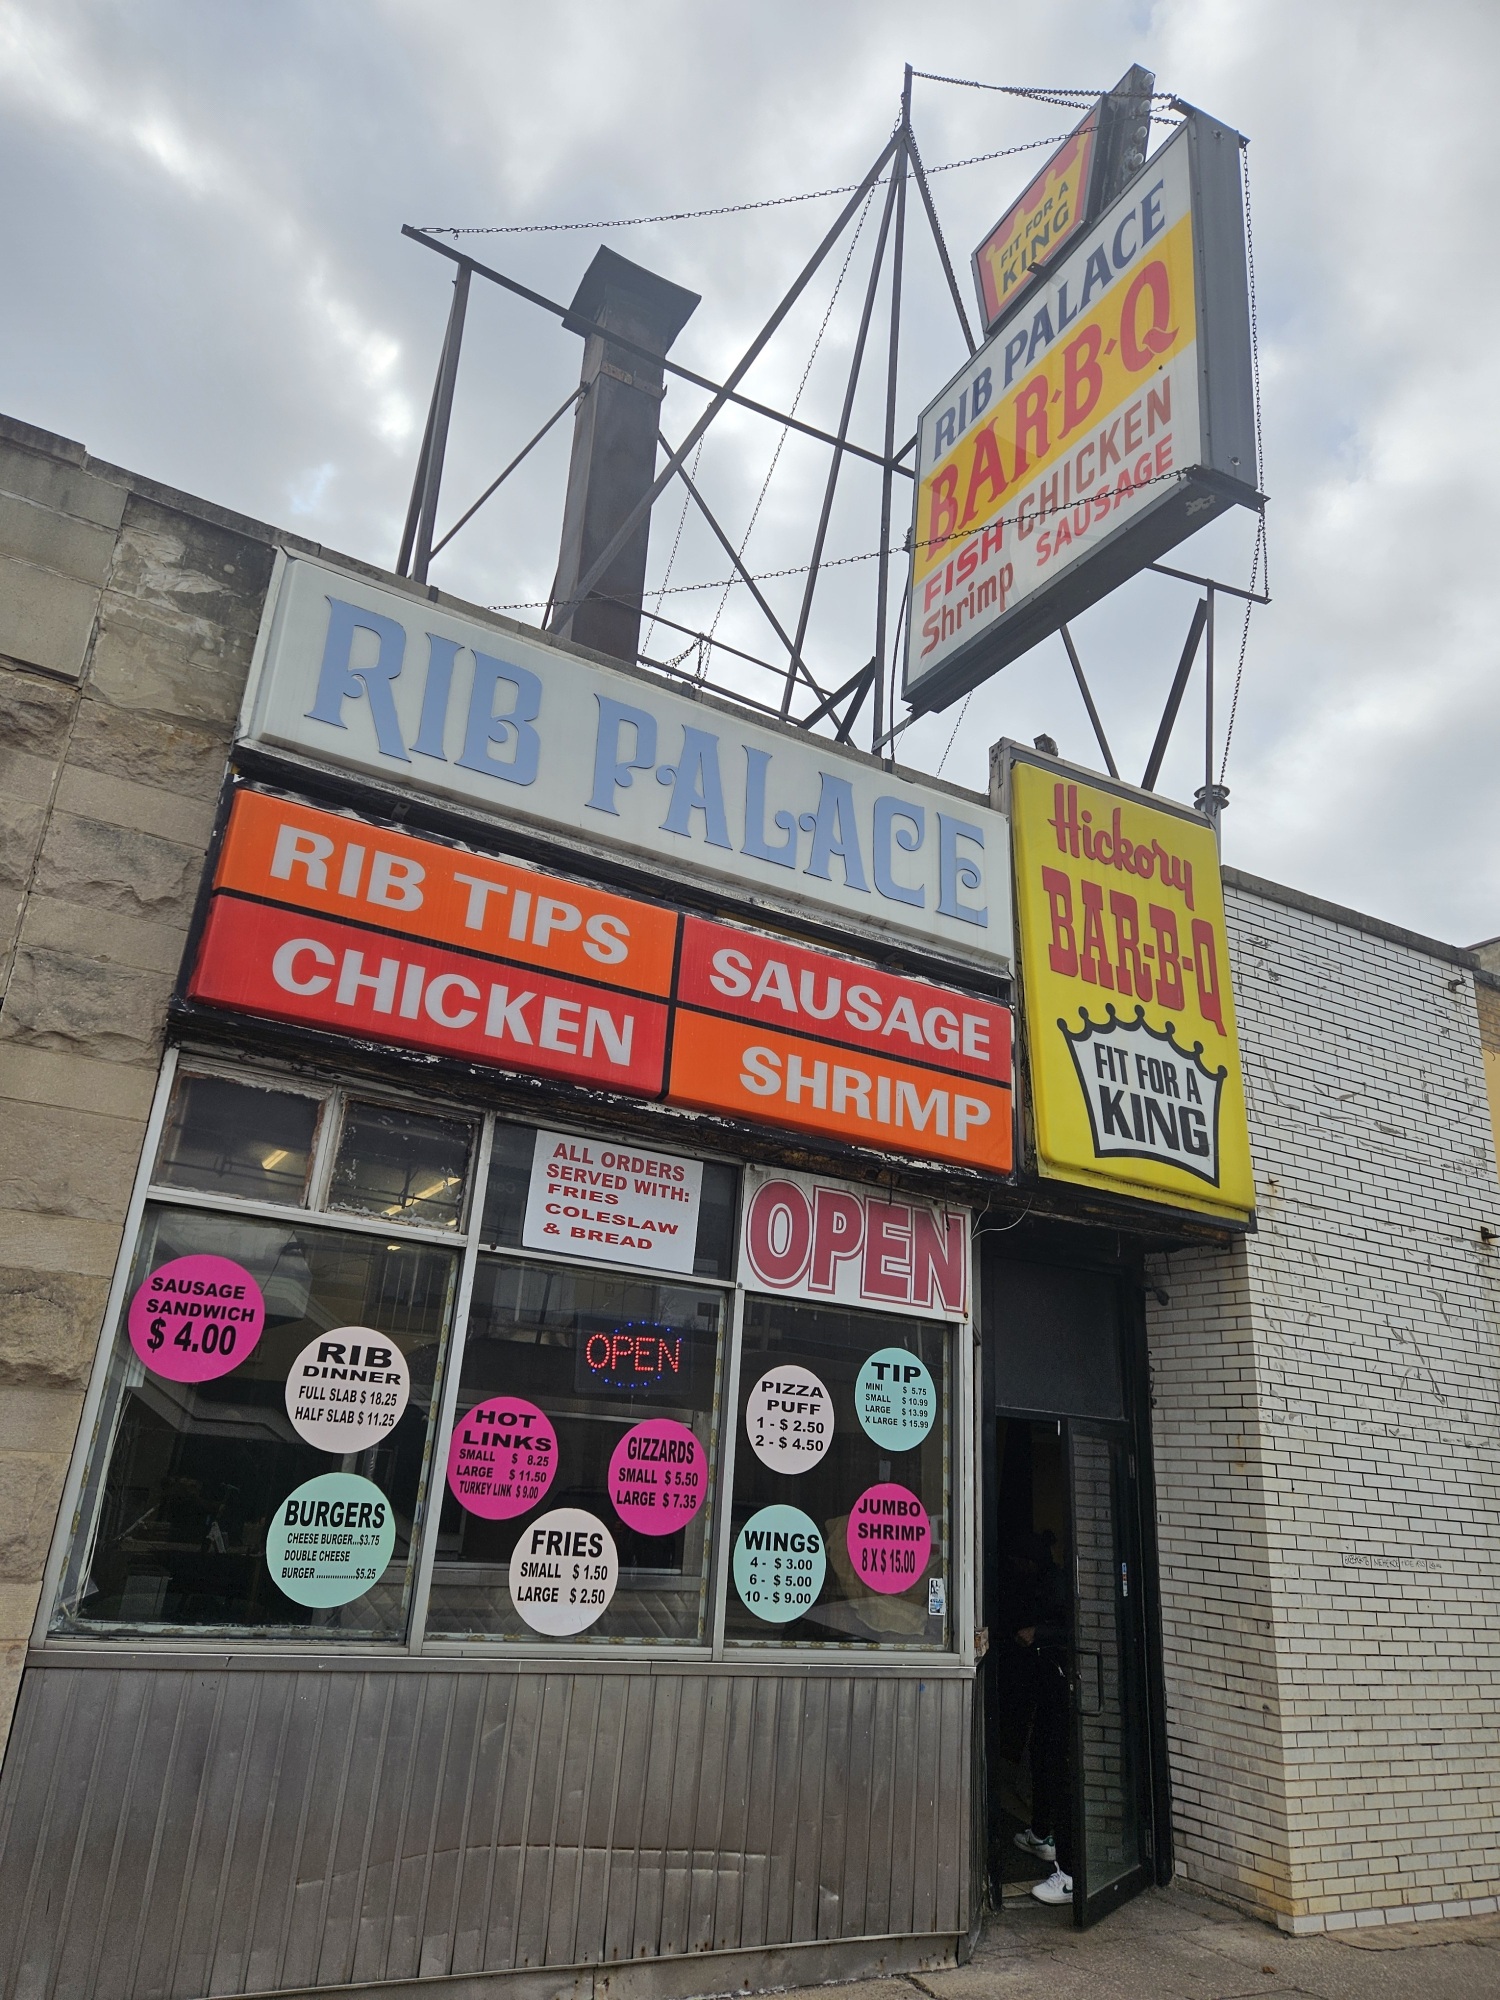 FIT FOR A
KING
RIB PALACE
BAR-B-Q
FISH CHICKEN
Shrimp SAUSAGE
RIB PALACE
RIB TIPS
SAUSAGE
CHICKEN
SHRIMP
Hickory
BAR-B-Q
FIT FOR A
KING
ALL ORDERS
SERVED WITH:
FRIES
COLESLAW
& BREAD
OPEN
SAUSAGE
SANDWICH
$ 4.00
RIB
DINNER
FULL SLAB $ 18.25
HALF SLAB $ 11.25
BURGERS
CHEESE BURGER...$3.75
DOUBLE CHEESE
BURGER ................$5.25
OPEN
HOT
LINKS
SMALL $ 8.25
LARGE $ 11.50
TURKEY LINK $ 9.00
GIZZARDS
SMALL $ 5.50
LARGE $ 7.35
FRIES
SMALL $ 1.50
LARGE $ 2.50
PIZZA
PUFF
1 - $ 2.50
2 - $ 4.50
TIP
MINI $ 5.75
SMALL $ 10.99
LARGE $ 13.99
X LARGE $ 15.99
WINGS
4 - $ 3.00
6 - $ 5.00
10 - $ 9.00
JUMBO
SHRIMP
8 X $ 15.00